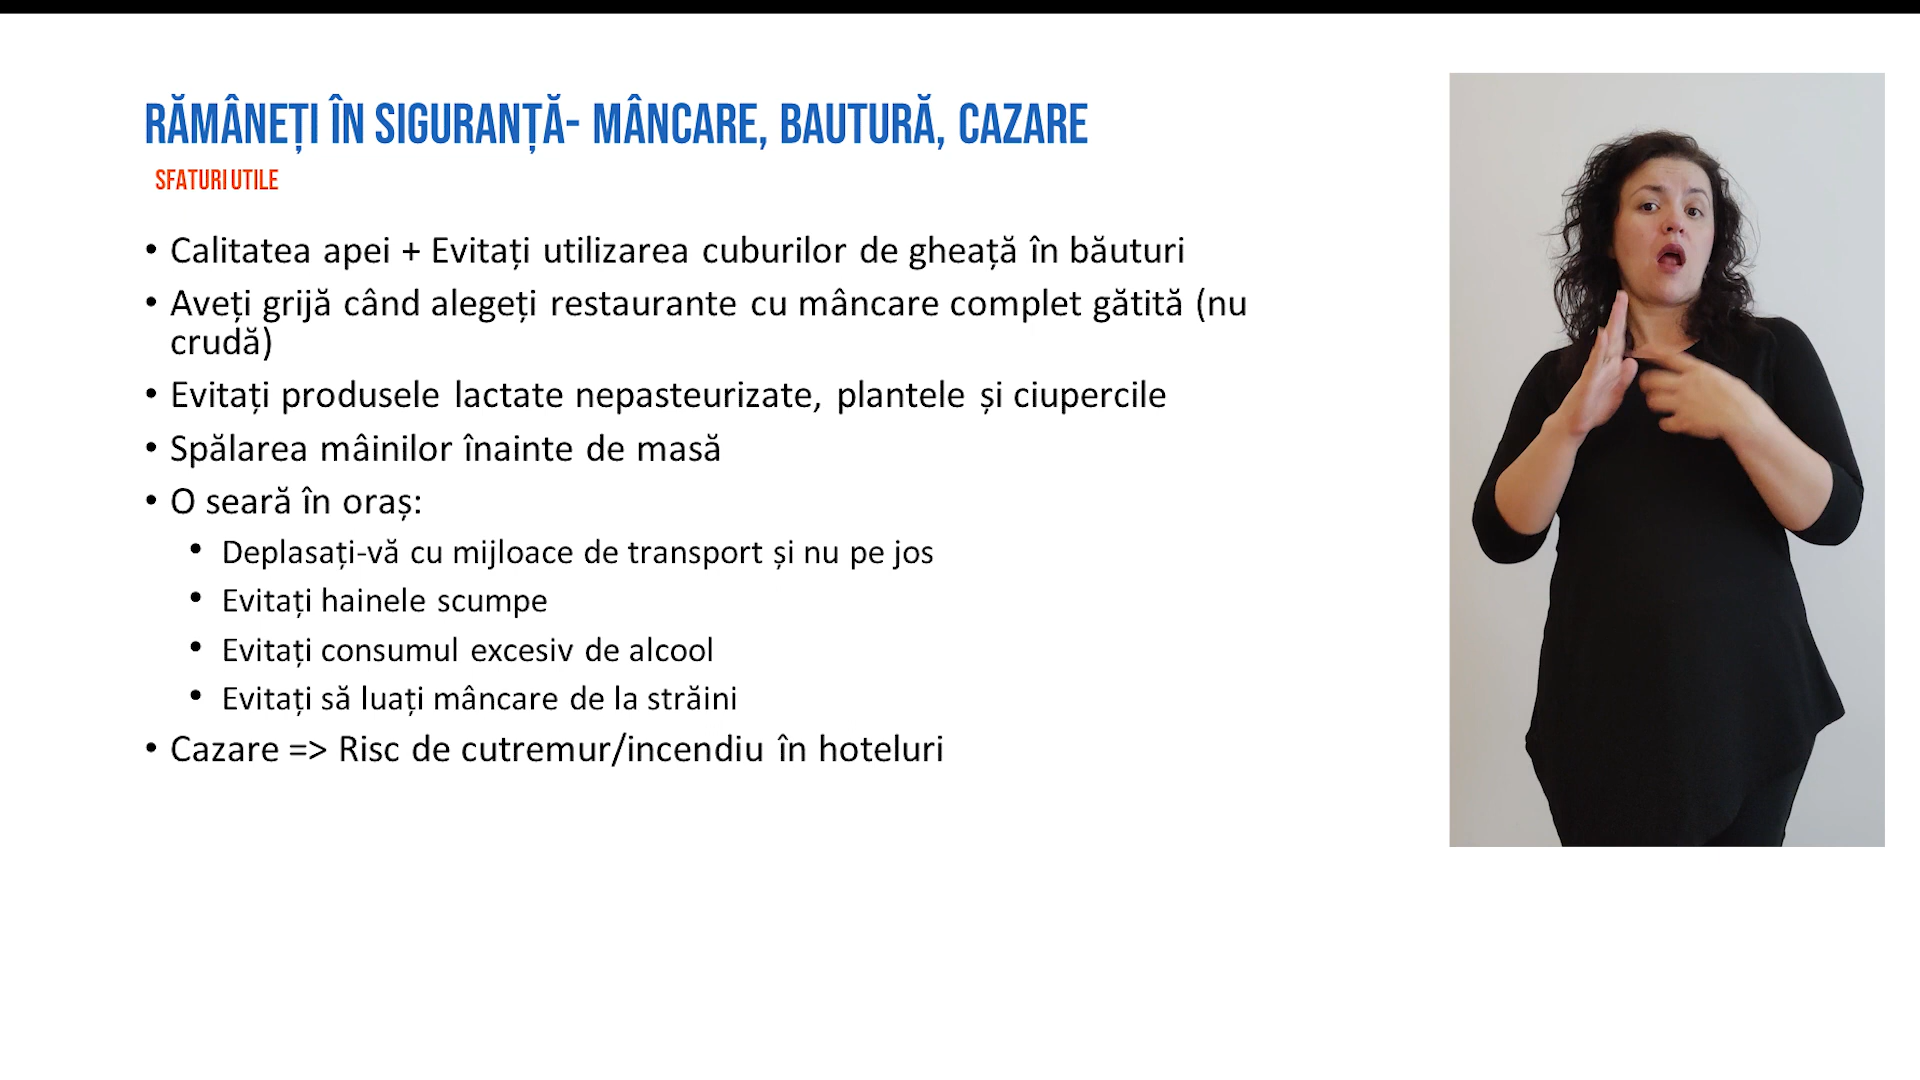 RĂMÂNEȚI ÎN SIGURANȚĂ- MÂNCARE, BAUTURĂ, CAZARE
SFATURI UTILE
• Calitatea apei + Evitați utilizarea cuburilor de gheață în băuturi
• Aveți grijă când alegeți restaurante cu mâncare complet gătită (nu
crudă)
• Evitați produsele lactate nepasteurizate, plantele și ciupercile
• Spălarea mâinilor înainte de masă
• O seară în oraș:
• Deplasați-vă cu mijloace de transport și nu pe jos
• Evitați hainele scumpe
• Evitați consumul excesiv de alcool
• Evitați să luați mâncare de la străini
• Cazare => Risc de cutremur/incendiu în hoteluri